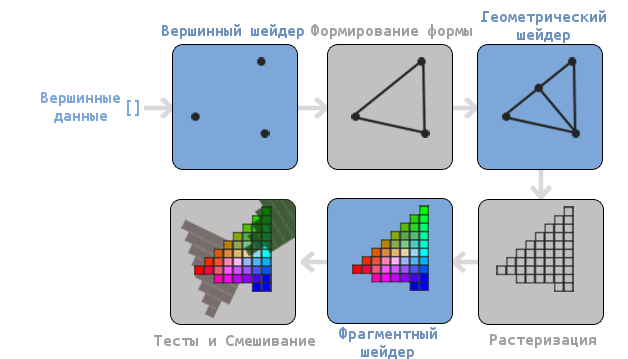 Вершинный шейдер
Формирование формы
Геометрический
шейдер
Вершинные
данные
[]
Тесты и Смешивание
Фрагментный
шейдер
Растеризация